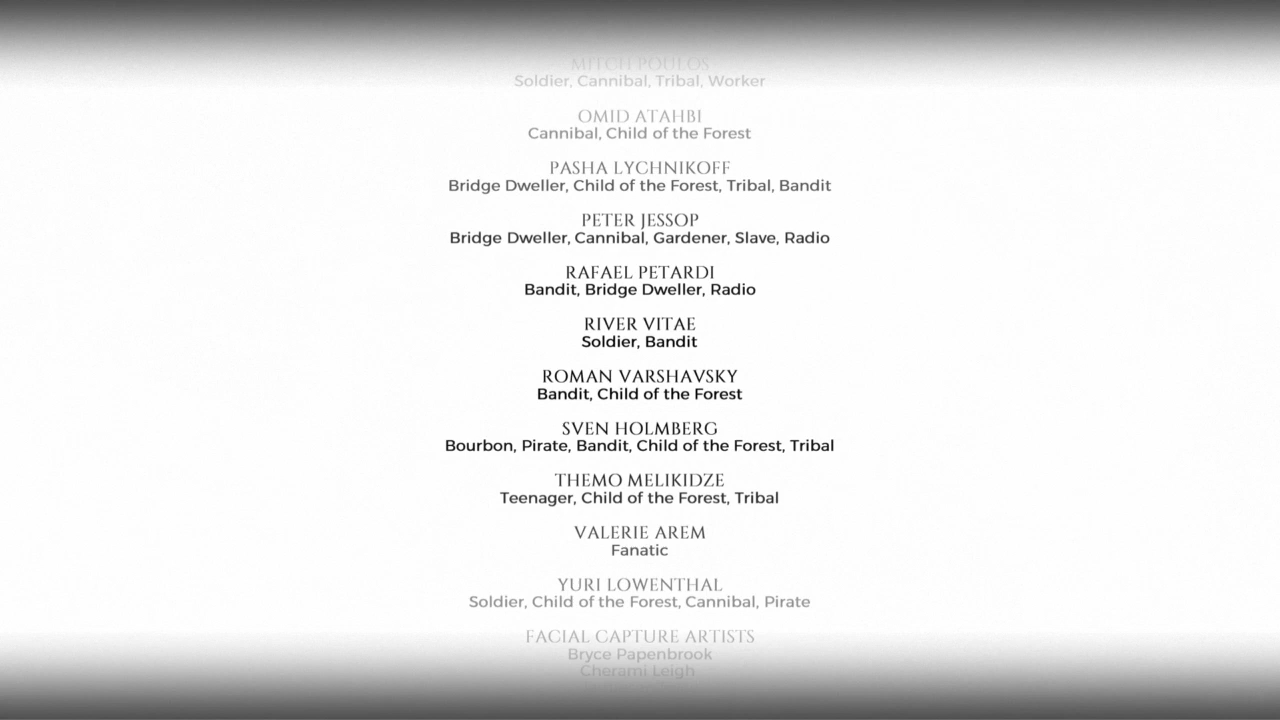 MITCH POULOS
Soldier, Cannibal, Tribal, Worker
OMID ATAHBI
Cannibal, Child of the Forest
PASHA LYCHNIKOFF
Bridge Dweller, Child of the Forest, Tribal, Bandit
PETER JESSOP
Bridge Dweller, Cannibal, Gardener, Slave, Radio
RAFAEL PETARDI
Bandit, Bridge Dweller, Radio
RIVER VITAE
Soldier, Bandit
ROMAN VARSHAVSKY
Bandit, Child of the Forest
SVEN HOLMBERG
Bourbon, Pirate, Bandit, Child of the Forest, Tribal
THEMO MELIKIDZE
Teenager, Child of the Forest, Tribal
VALERIE AREM
Fanatic
YURI LOWENTHAL
Soldier, Child of the Forest, Cannibal, Pirate
FACIAL CAPTURE ARTISTS
Bryce Papenbrook
Cherami Leigh